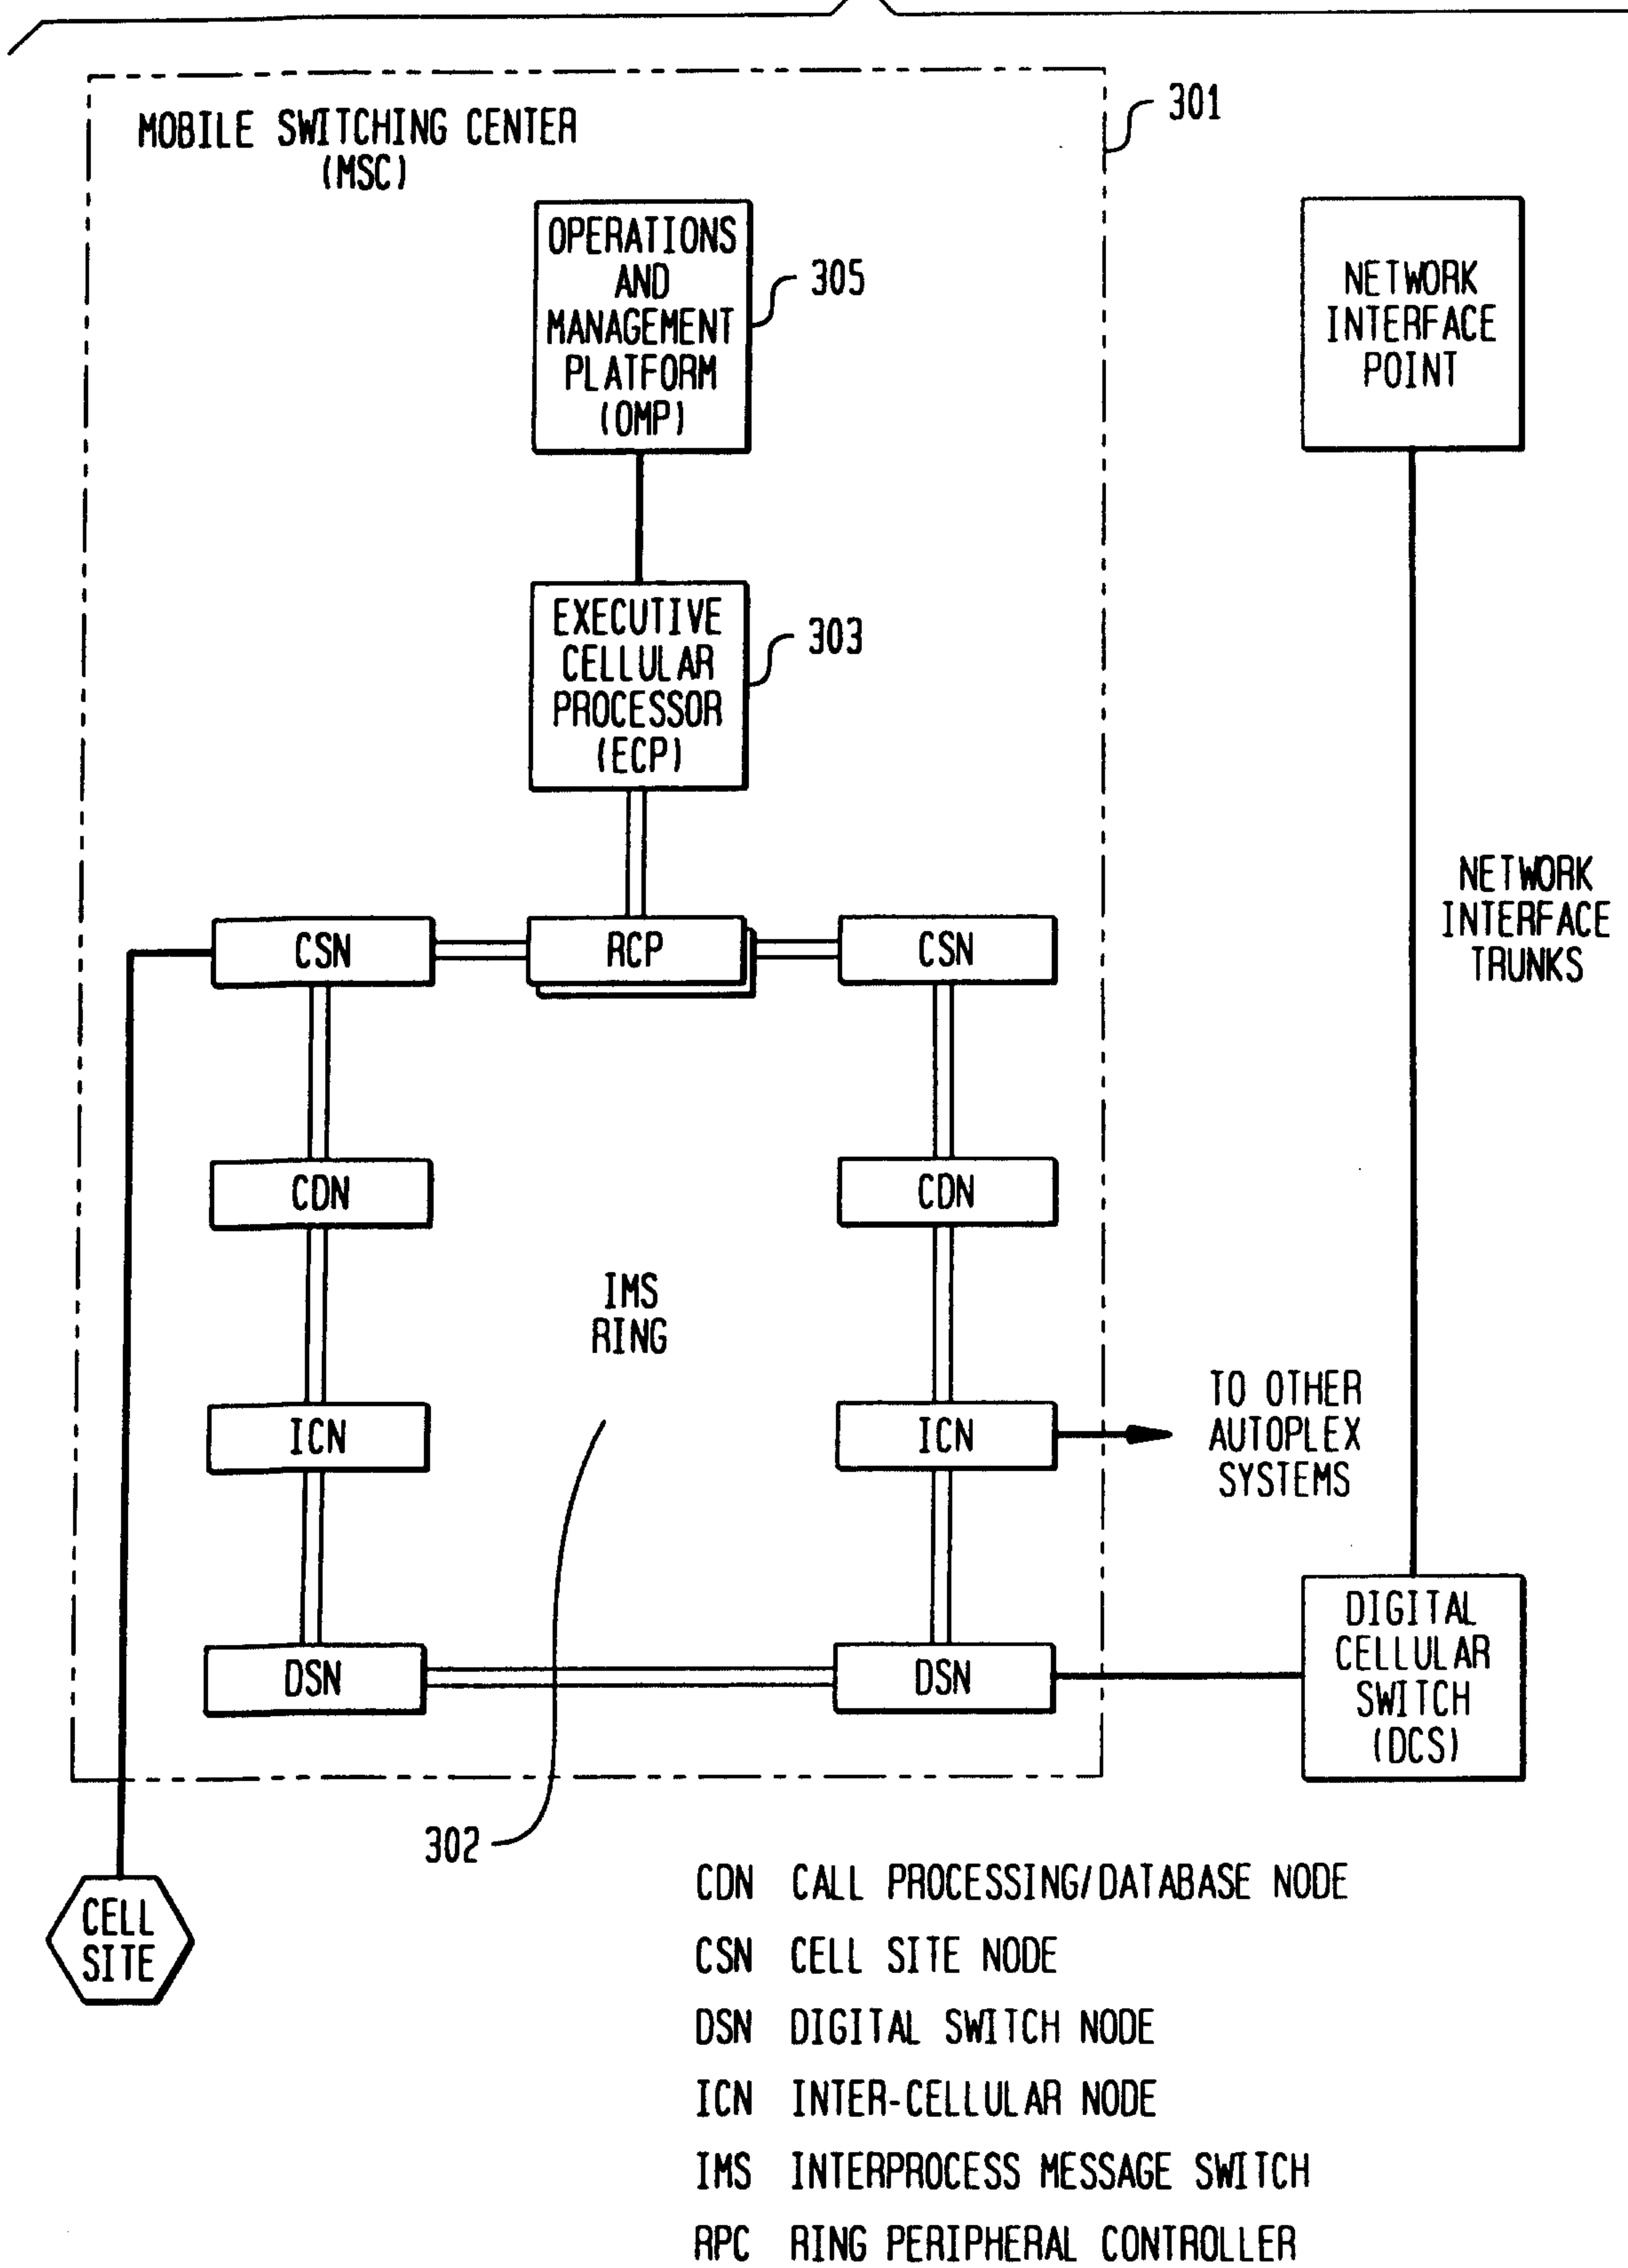 MOBILE SWITCHING CENTER
(MSC)
301
OPERATIONS
AND
MANAGEMENT
PLATFORM
(OMP)
305
NETWORK
INTERFACE
POINT
EXECUTIVE
CELLULAR
PROCESSOR
(ECP)
303
NETWORK
INTERFACE
TRUNKS
CSN
RCP
CSN
CDN
CDN
IMS
RING
ICN
ICN
TO OTHER
AUTOPLEX
SYSTEMS
DSN
DSN
DIGITAL
CELLULAR
SWITCH
(DCS)
302
CELL
SITE
CDN CALL PROCESSING/DATABASE NODE
CSN CELL SITE NODE
DSN DIGITAL SWITCH NODE
ICN INTER-CELLULAR NODE
IMS INTERPROCESS MESSAGE SWITCH
RPC RING PERIPHERAL CONTROLLER